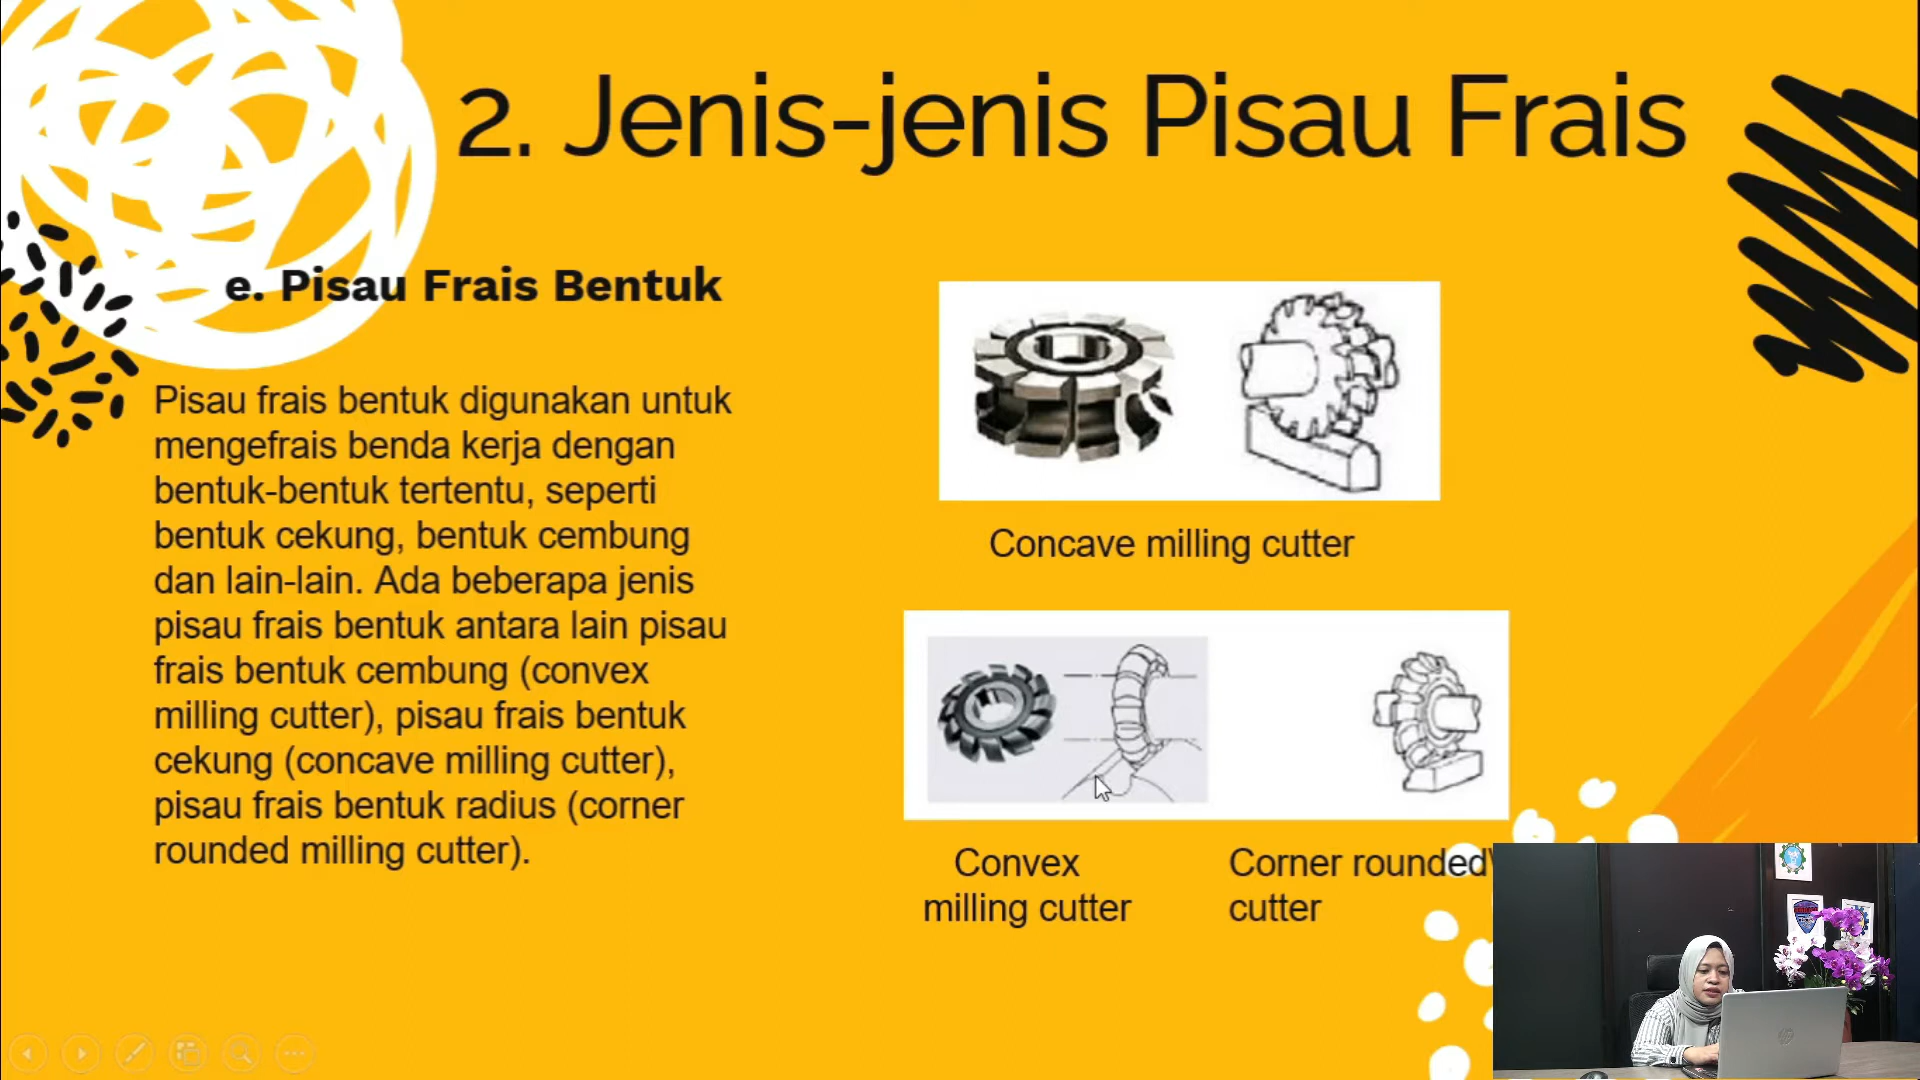 2. Jenis-jenis Pisau Frais
e. Pisau Frais Bentuk
Pisau frais bentuk digunakan untuk
mengefrais benda kerja dengan
bentuk-bentuk tertentu, seperti
bentuk cekung, bentuk cembung
dan lain-lain. Ada beberapa jenis
pisau frais bentuk antara lain pisau
frais bentuk cembung (convex
milling cutter), pisau frais bentuk
cekung (concave milling cutter),
pisau frais bentuk radius (corner
rounded milling cutter).
Concave milling cutter
Convex
milling cutter
Corner rounded
cutter